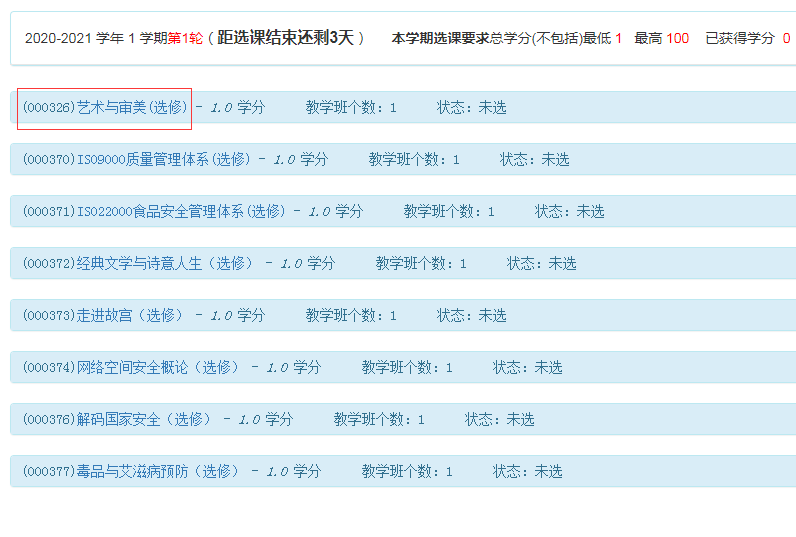 2020-2021 学年 1 学期第1轮（距选课结束还剩3天） 本学期选课要求总学分(不包括)最低 1 最高 100 已获得学分 0
(000326)艺术与审美(选修) - 1.0 学分 教学班个数：1 状态：未选
(000370)ISO9000质量管理体系(选修) - 1.0 学分 教学班个数：1 状态：未选
(000371)ISO22000食品安全管理体系(选修) - 1.0 学分 教学班个数：1 状态：未选
(000372)经典文学与诗意人生（选修） - 1.0 学分 教学班个数：1 状态：未选
(000373)走进故宫（选修） - 1.0 学分 教学班个数：1 状态：未选
(000374)网络空间安全概论（选修） - 1.0 学分 教学班个数：1 状态：未选
(000376)解码国家安全（选修） - 1.0 学分 教学班个数：1 状态：未选
(000377)毒品与艾滋病预防（选修） - 1.0 学分 教学班个数：1 状态：未选